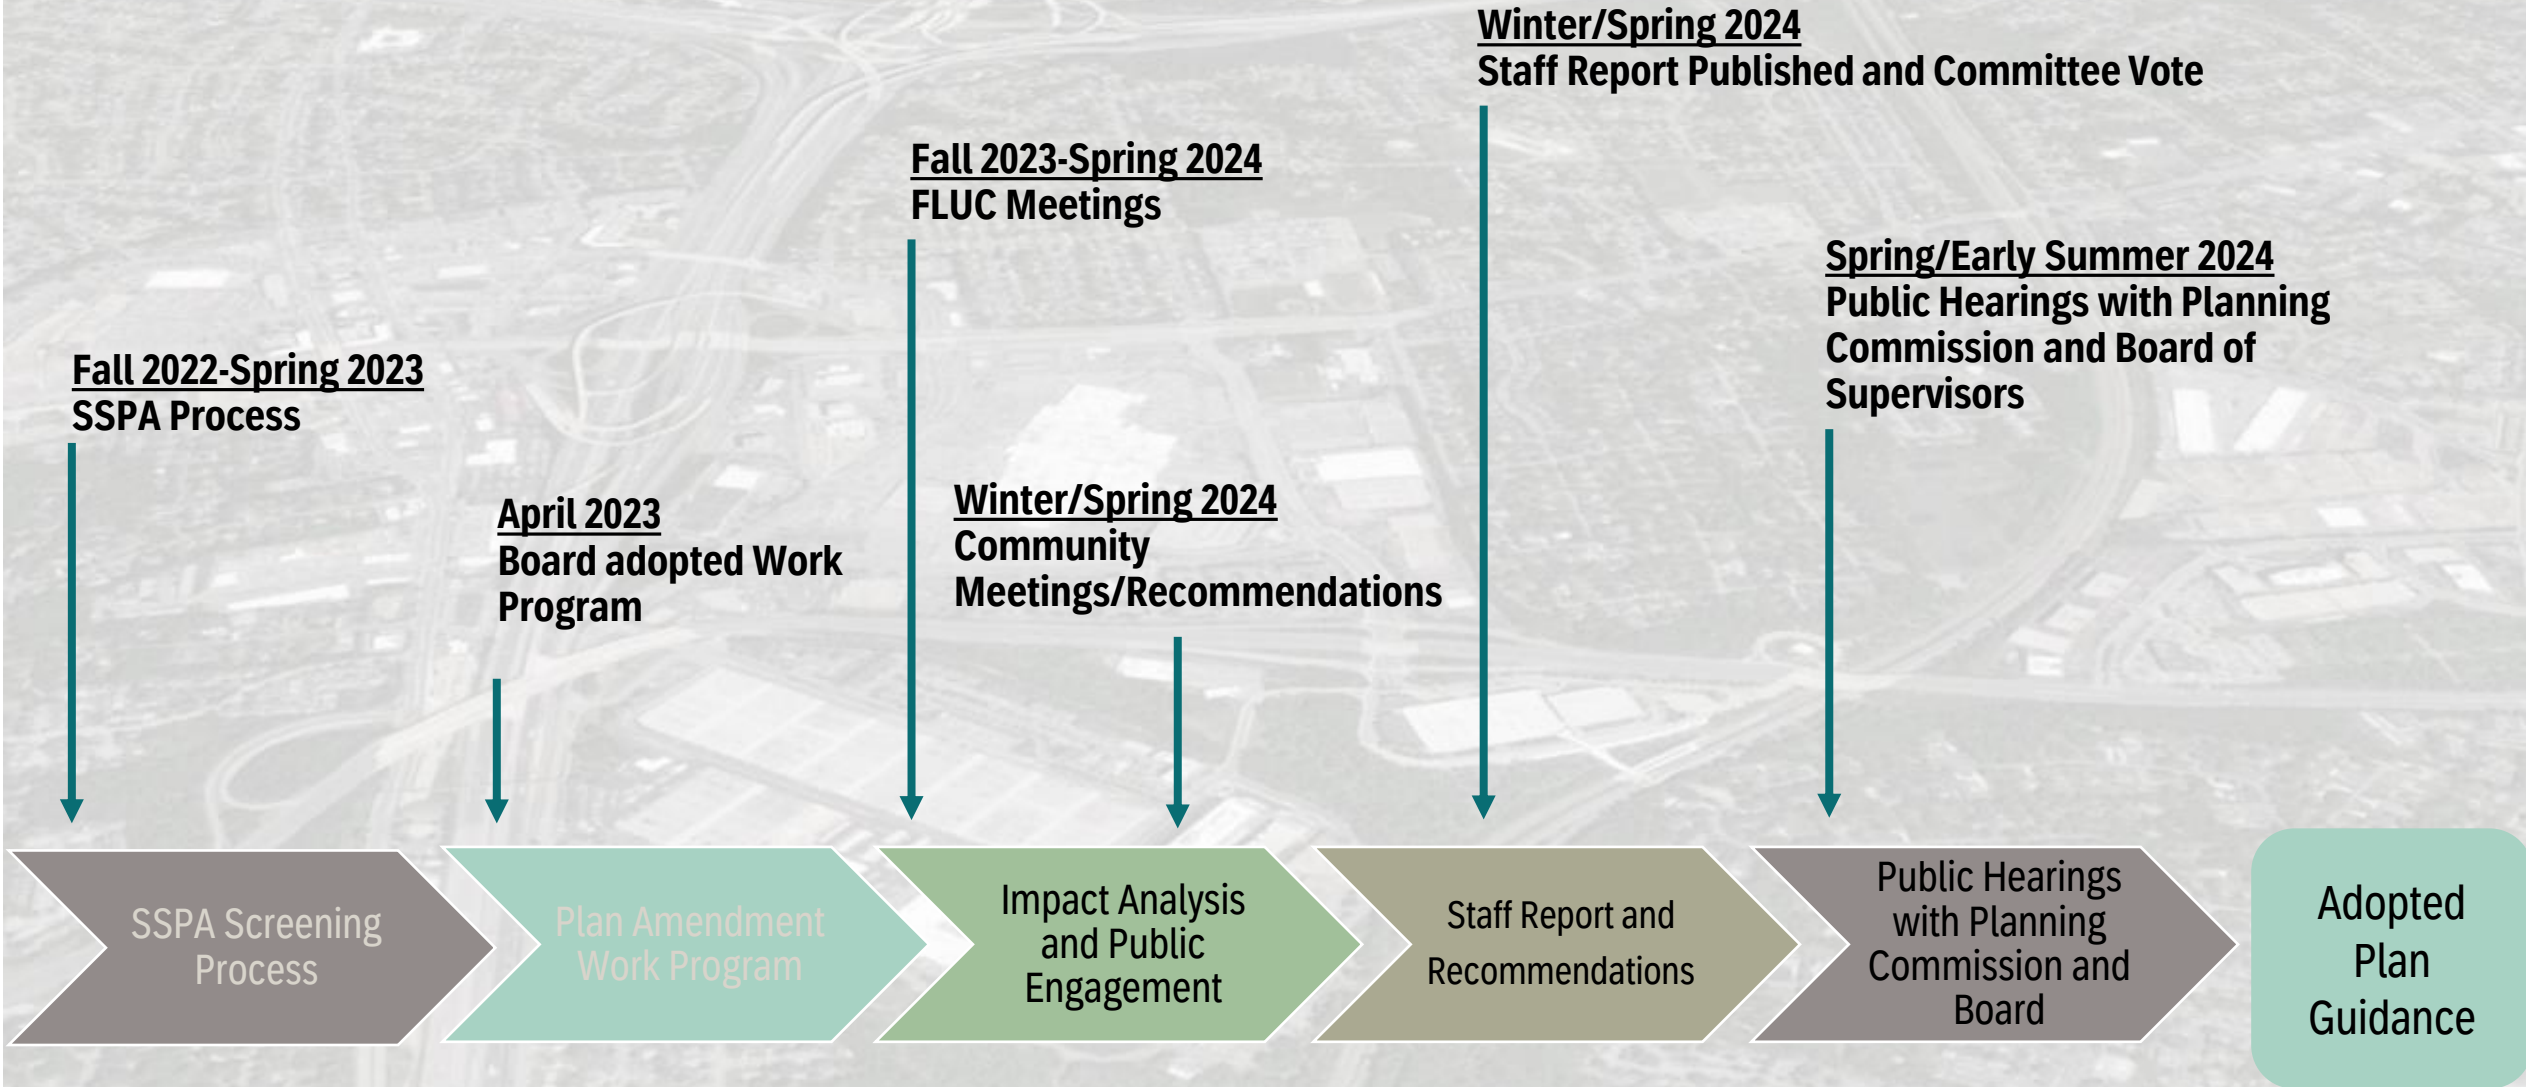 Winter/Spring 2024
Staff Report Published and Committee Vote
Fall 2023-Spring 2024
FLUC Meetings
Spring/Early Summer 2024
Public Hearings with Planning
Commission and Board of
Supervisors
Fall 2022-Spring 2023
SSPA Process
April 2023
Board adopted Work
Program
Winter/Spring 2024
Community
Meetings/Recommendations
SSPA Screening
Process
Plan Amendment
Work Program
Impact Analysis
and Public
Engagement
Staff Report and
Recommendations
Public Hearings
with Planning
Commission and
Board
Adopted
Plan
Guidance